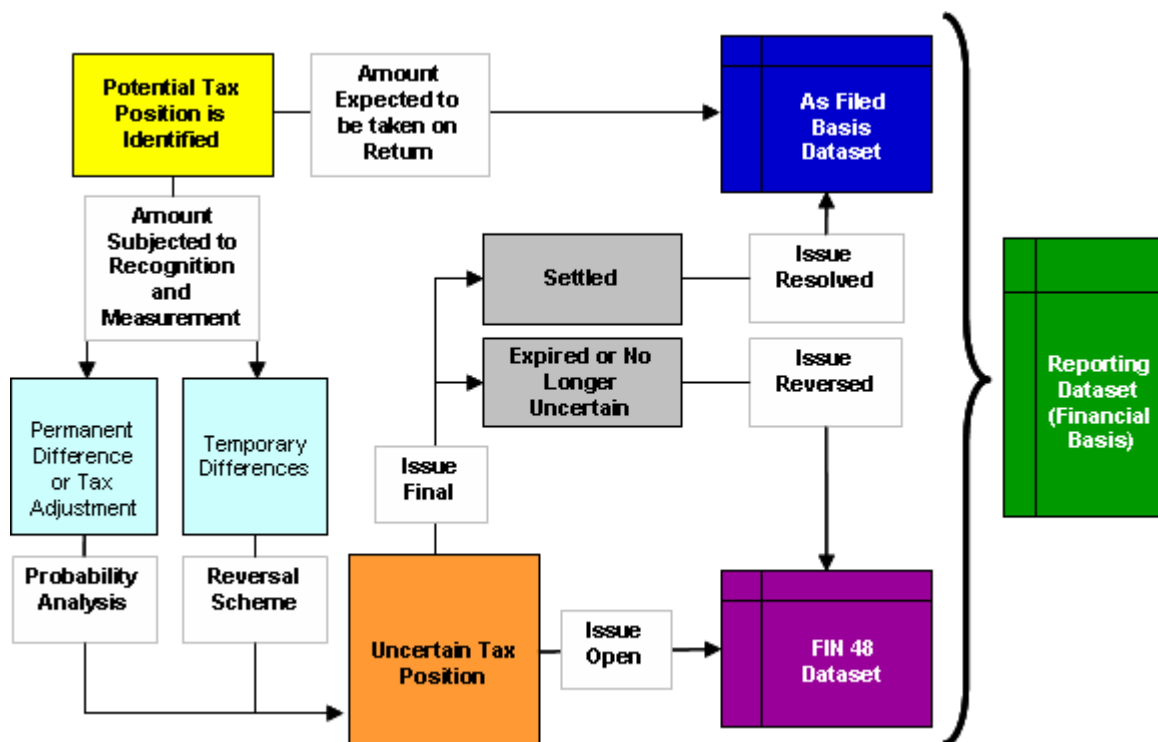 Potential Tax
Position is
Identified
Amount
Expected to
be taken on
Return
As Filed
Basis
Dataset
Amount
Subjected to
Recognition
and
Measurement
Settled
Issue
Resolved
Expired or No
Longer
Uncertain
Issue
Reversed
Reporting
Dataset
(Financial
Basis)
Permanent
Difference
or Tax
Adjustment
Temporary
Differences
Issue
Final
Probability
Analysis
Reversal
Scheme
Uncertain Tax
Position
Issue
Open
FIN 48
Dataset